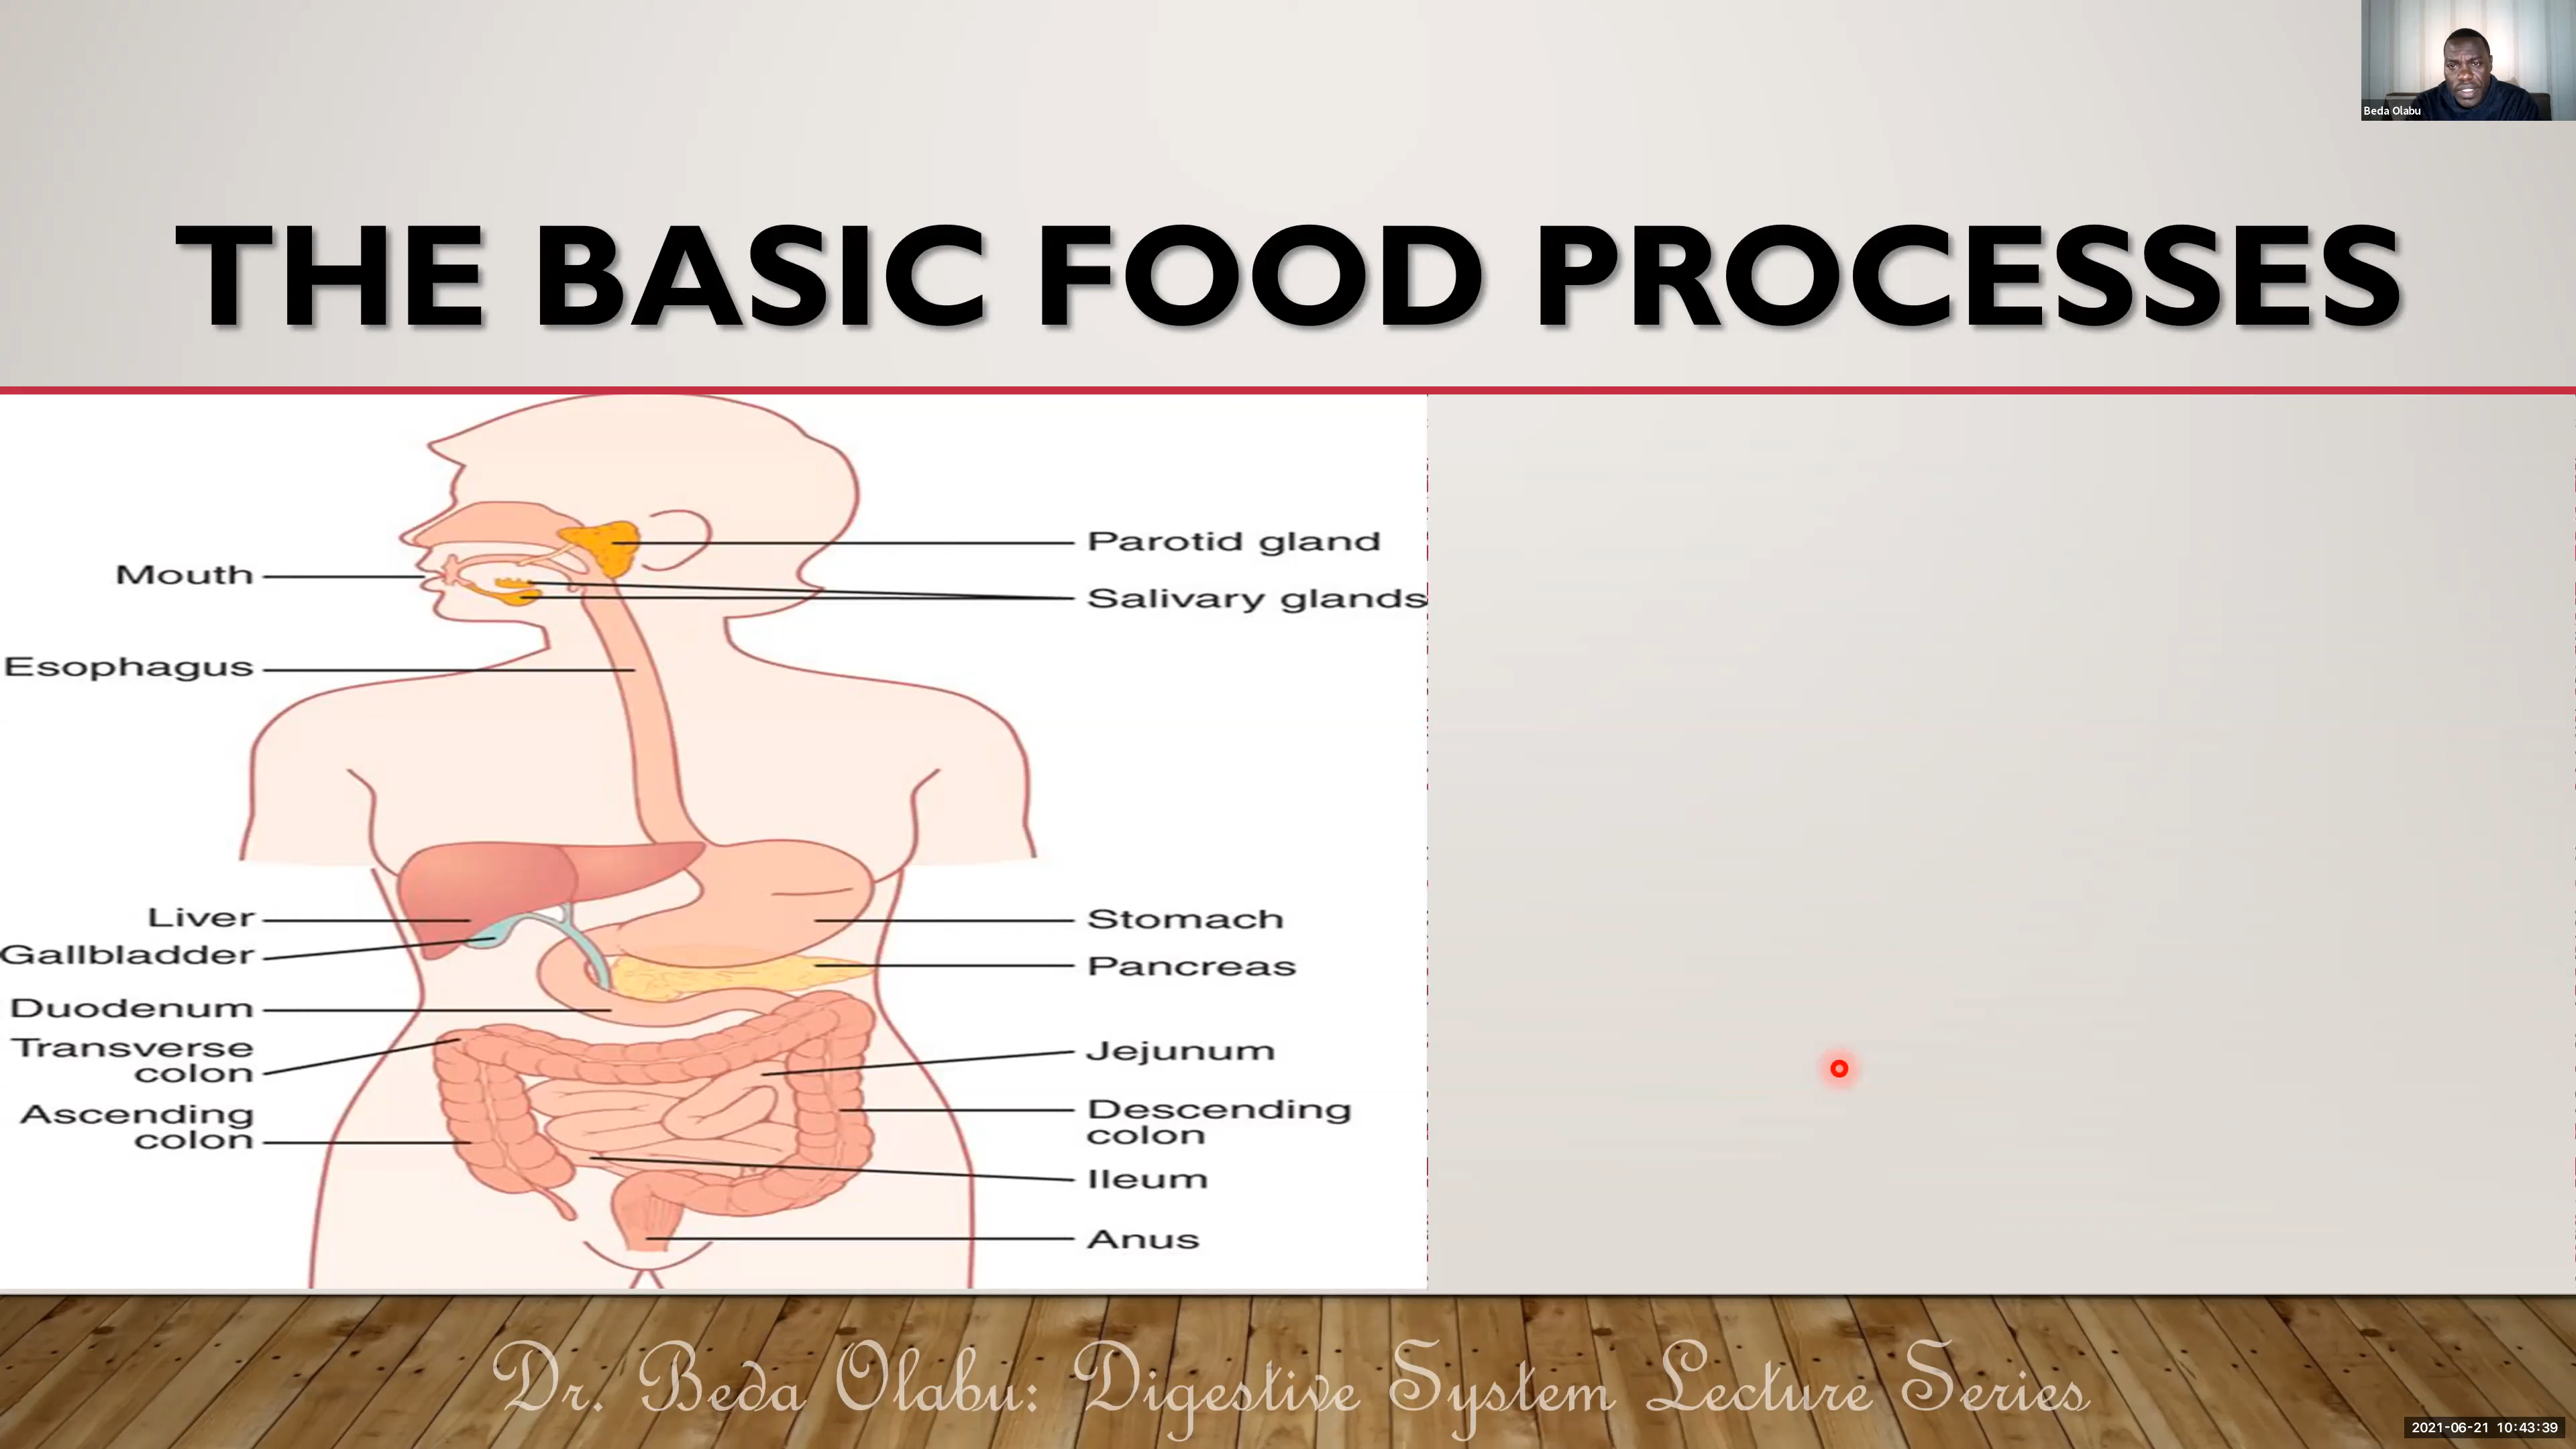 Beda Olabu
THE BASIC FOOD PROCESSES
Mouth
Esophagus
Liver
Gallbladder
Duodenum
Transverse
colon
Ascending
colon
Parotid gland
Salivary glands
Stomach
Pancreas
Jejunum
Descending
colon
Ileum
Anus
Dr. Beda Olabu: Digestive System Lecture Series
2021-06-21 10:43:39